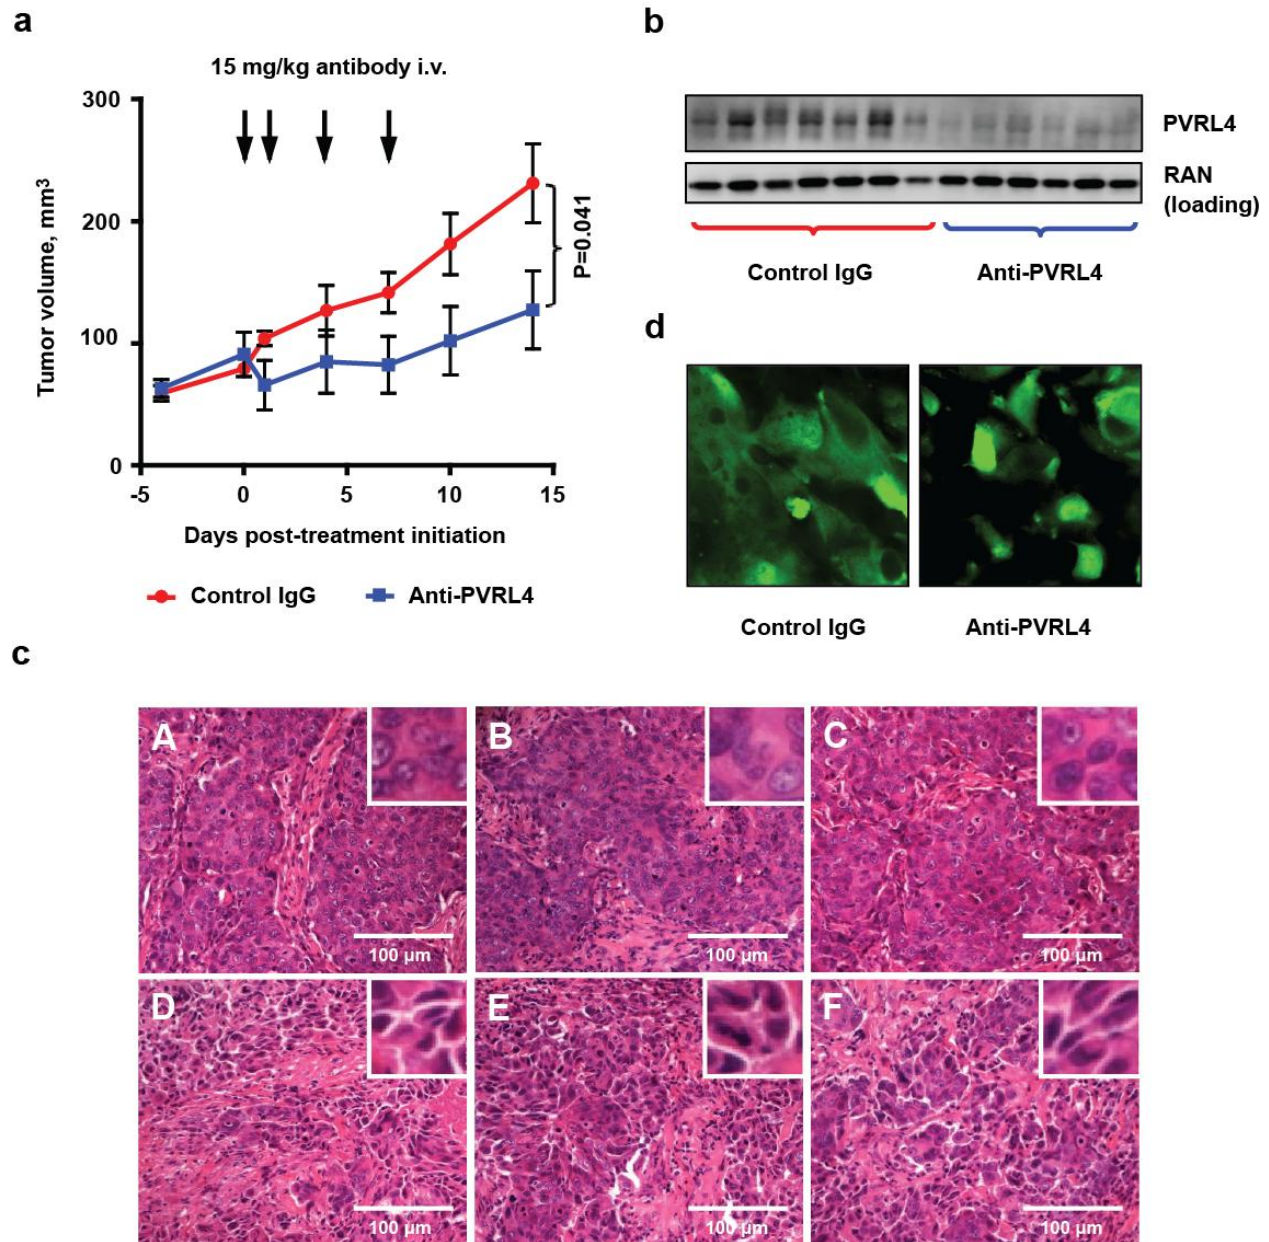 a
15 mg/kg antibody i.v.
300
200
100
0
Tumor volume, mm³
-5 0 5 10 15
Days post-treatment initiation
P=0.041
Control IgG Anti-PVRL4
b
PVRL4
RAN
(loading)
Control IgG Anti-PVRL4
d
Control IgG Anti-PVRL4
c
A B C
100 µm 100 µm 100 µm
D E F
100 µm 100 µm 100 µm